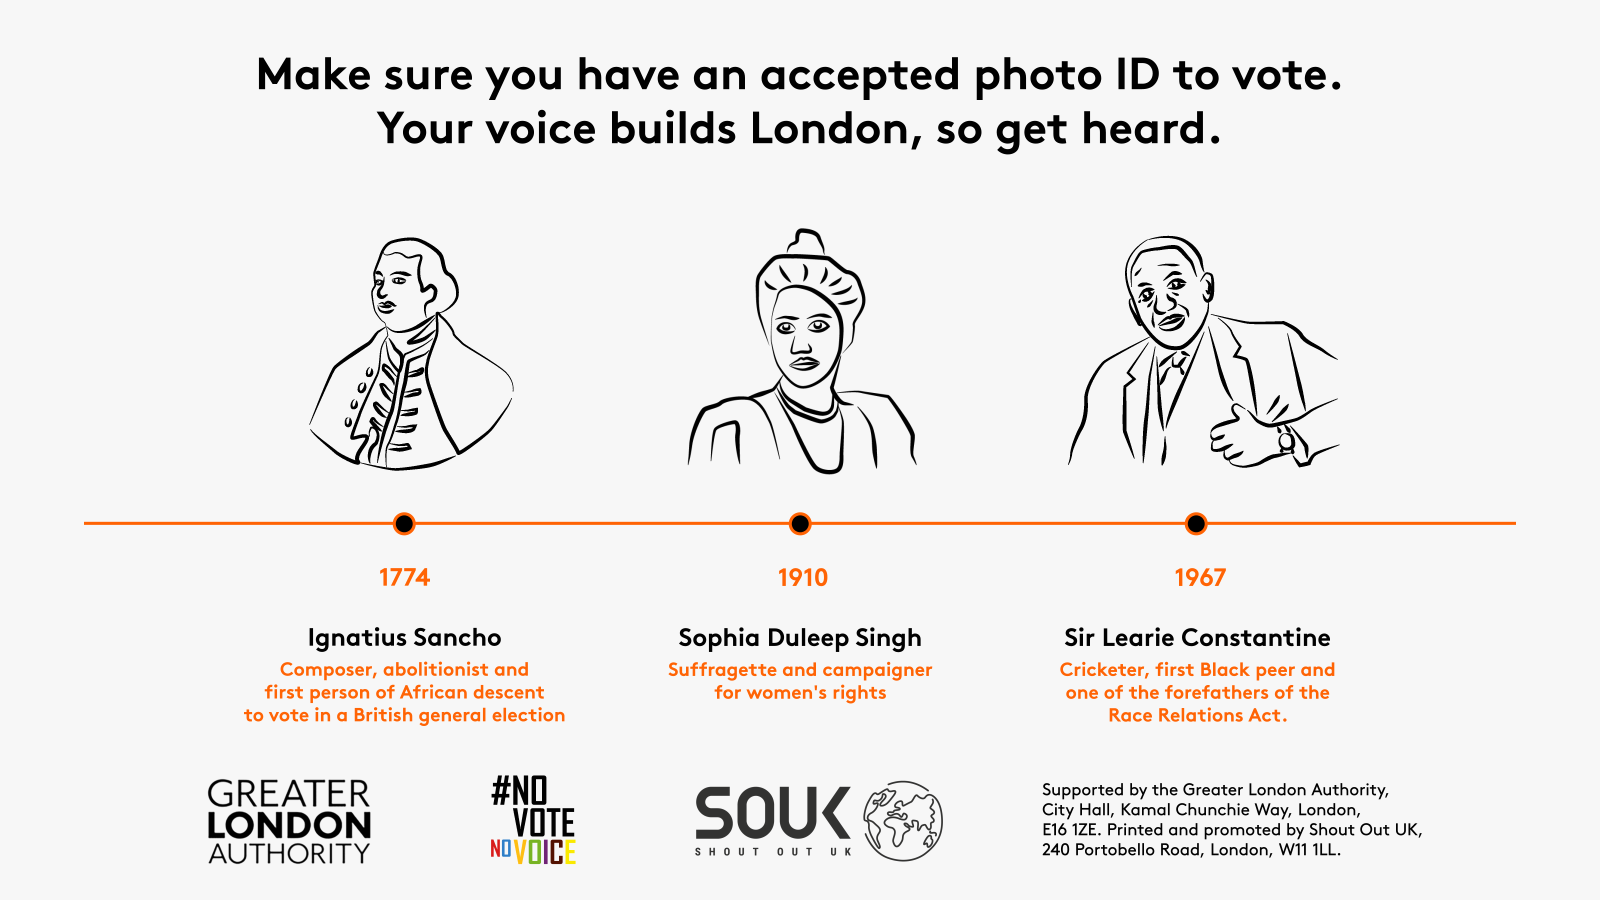 Make sure you have an accepted photo ID to vote.
Your voice builds London, so get heard.
1774
Ignatius Sancho
Composer, abolitionist and
first person of African descent
to vote in a British general election
1910
Sophia Duleep Singh
Suffragette and campaigner
for women's rights
1967
Sir Learie Constantine
Cricketer, first Black peer and
one of the forefathers of the
Race Relations Act.
GREATER
LONDON
AUTHORITY
#NO
VOTE
NO VOICE
SOUK
SHOUT OUT UK
Supported by the Greater London Authority,
City Hall, Kamal Chunchie Way, London,
E16 1ZE. Printed and promoted by Shout Out UK,
240 Portobello Road, London, W11 1LL.